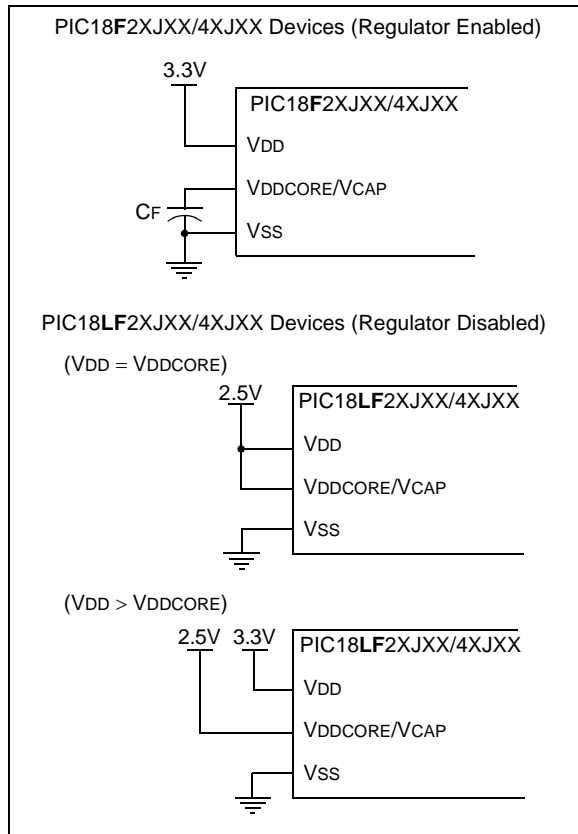 PIC18F2XJXX/4XJXX Devices (Regulator Enabled)
3.3V
PIC18F2XJXX/4XJXX
VDD
VDDCORE/VCAP
CF
VSS
PIC18LF2XJXX/4XJXX Devices (Regulator Disabled)
(VDD = VDDCORE)
2.5V
PIC18LF2XJXX/4XJXX
VDD
VDDCORE/VCAP
VSS
(VDD > VDDCORE)
2.5V 3.3V
PIC18LF2XJXX/4XJXX
VDD
VDDCORE/VCAP
VSS